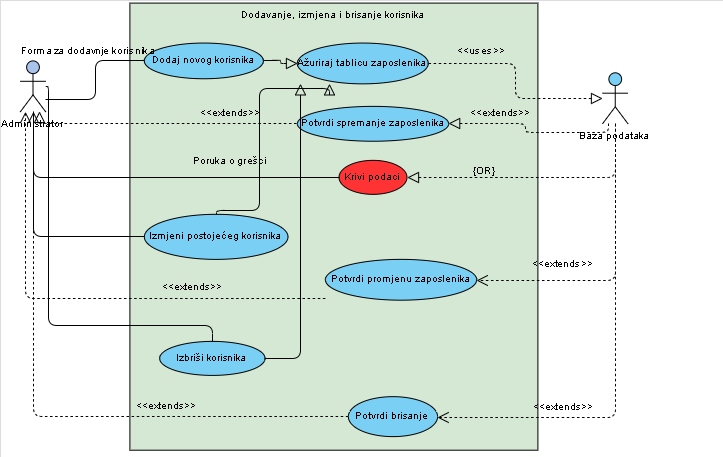 Dodavanje, izmjena i brisanje korisnika
Forma za dodavnje korisnika
Dodaj novog korisnika
Ažuriraj tablicu zaposlenika
<<uses>>
<<extends>>
<<extends>>
Administrator
Potvrdi spremanje zaposlenika
Baza podataka
Poruka o grešci
Krivi podaci
{OR}
Izmjeni postojećeg korisnika
<<extends>>
Potvrdi promjenu zaposlenika
<<extends>>
Izbriši korisnika
<<extends>>
Potvrdi brisanje
<<extends>>